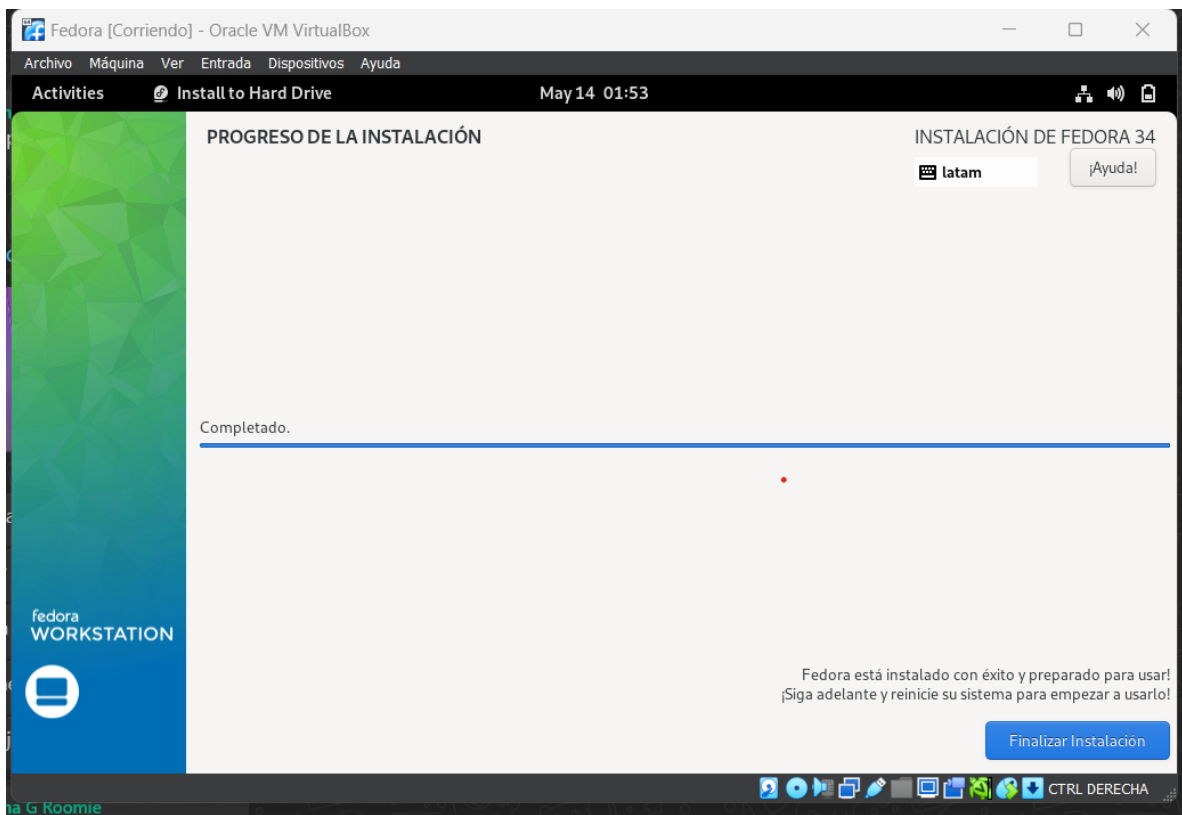 Fedora [Corriendo] - Oracle VM VirtualBox
Archivo Máquina Ver Entrada Dispositivos Ayuda
Activities Install to Hard Drive May 14 01:53
PROGRESO DE LA INSTALACIÓN
INSTALACIÓN DE FEDORA 34
latam
¡Ayuda!
Completado.
fedora
WORKSTATION
Fedora está instalado con éxito y preparado para usar!
¡Siga adelante y reinicie su sistema para empezar a usarlo!
Finalizar Instalación
CTRL DERECHA
G Roomie